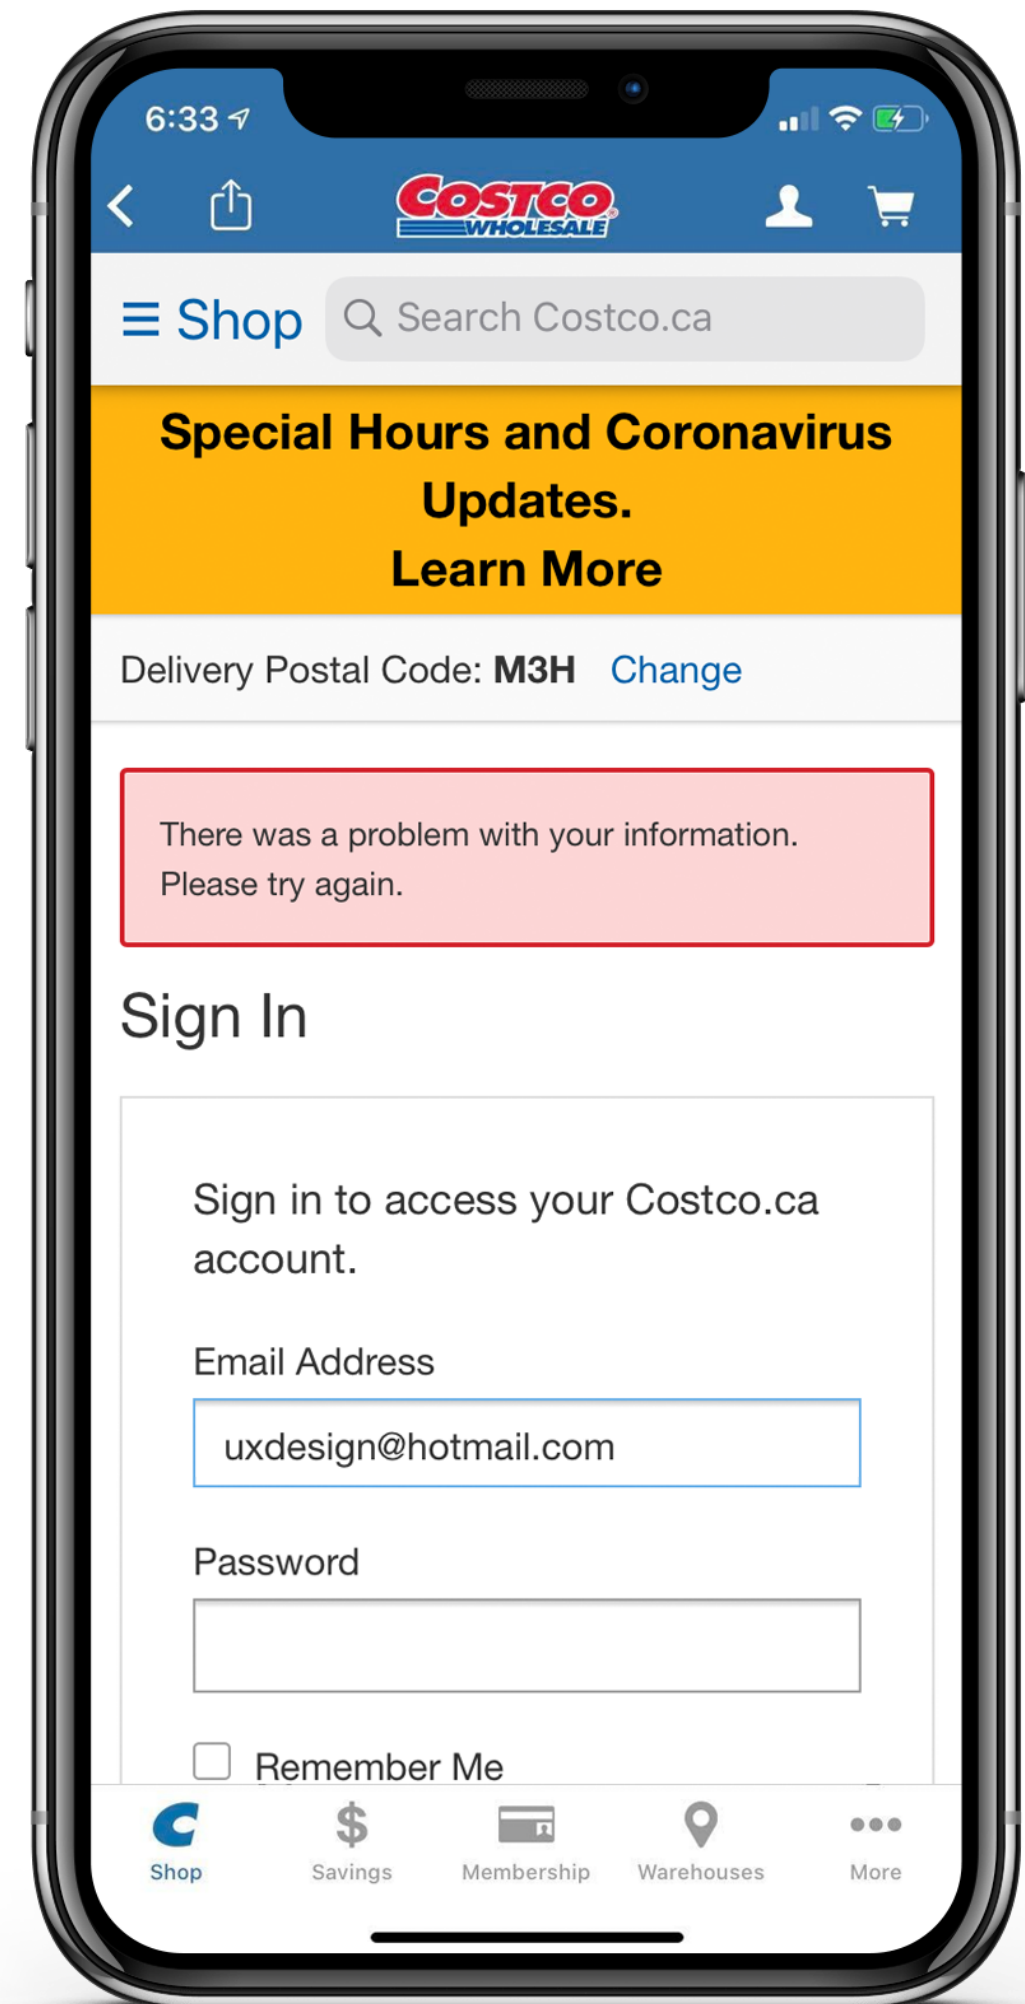 6:33
COSTCO
WHOLESALE
Shop
Search Costco.ca
Special Hours and Coronavirus
Updates.
Learn More
Delivery Postal Code: M3H Change
There was a problem with your information.
Please try again.
Sign In
Sign in to access your Costco.ca
account.
Email Address
uxdesign@hotmail.com
Password
Remember Me
Shop Savings Membership Warehouses More